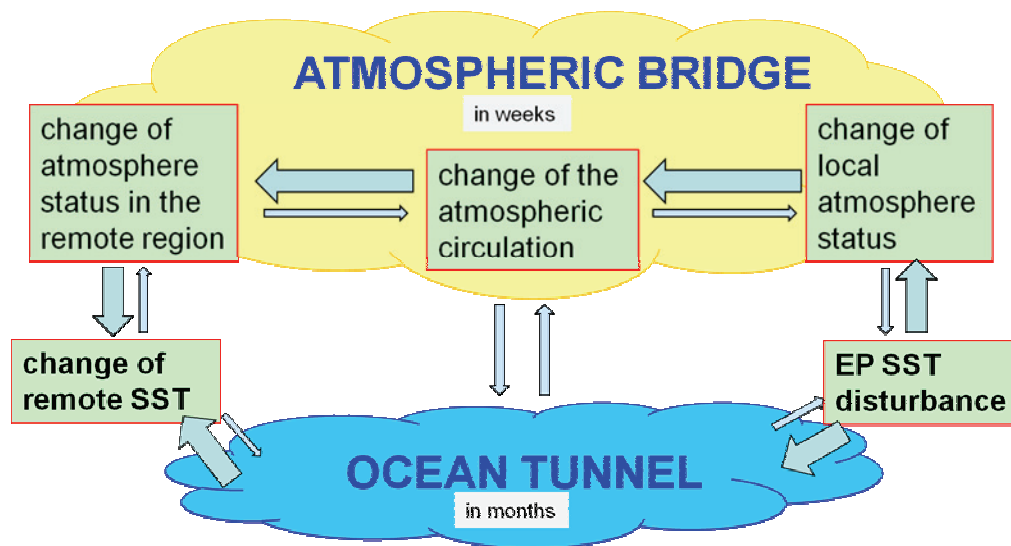 ATMOSPHERIC BRIDGE
in weeks
change of
atmosphere
status in the
remote region
change of the
atmospheric
circulation
change of
local
atmosphere
status
change of
remote SST
EP SST
disturbance
OCEAN TUNNEL
in months